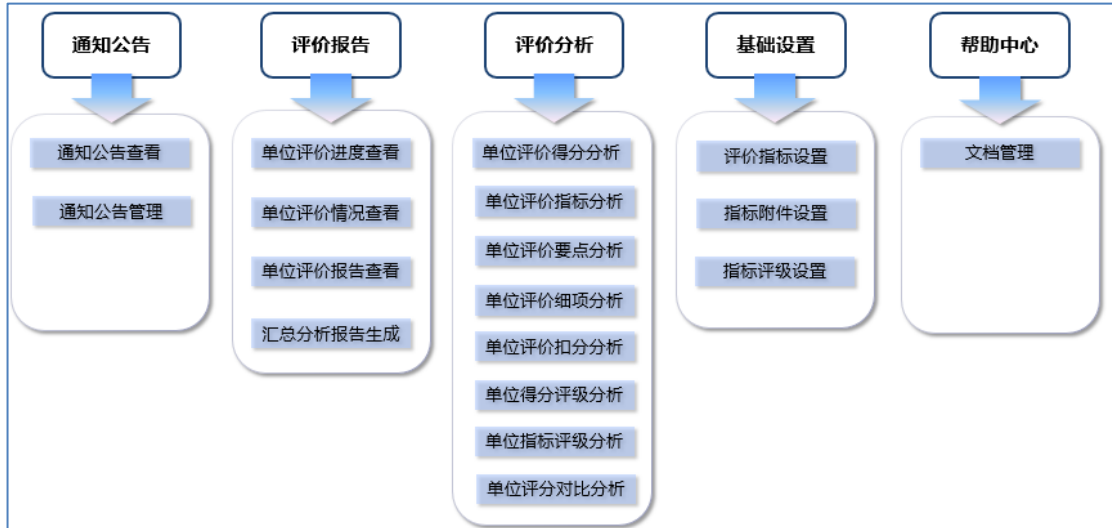 通知公告
评价报告
评价分析
基础设置
帮助中心
通知公告查看
通知公告管理
单位评价进度查看
单位评价情况查看
单位评价报告查看
汇总分析报告生成
单位评价得分分析
单位评价指标分析
单位评价要点分析
单位评价细项分析
单位评价扣分分析
单位得分评级分析
单位指标评级分析
单位评分对比分析
评价指标设置
指标附件设置
指标评级设置
文档管理